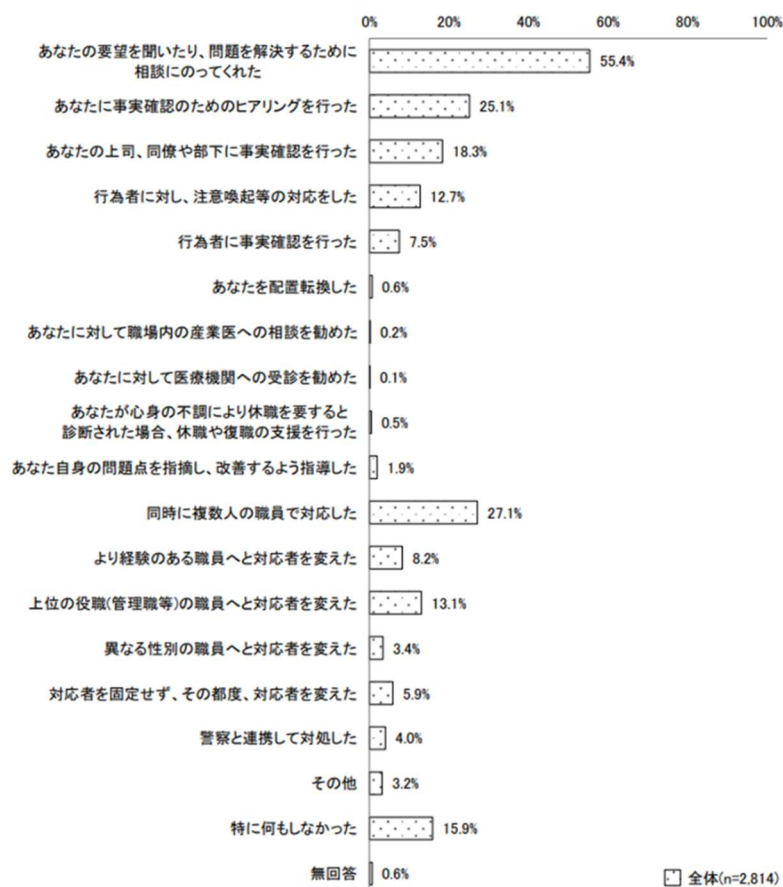 0% 20% 40% 60% 80% 100%
あなたの要望を聞いたり、問題を解決するために
相談にのってくれた 55.4%
あなたに事実確認のためのヒアリングを行った 25.1%
あなたの上司、同僚や部下に事実確認を行った 18.3%
行為者に対し、注意喚起等の対応をした 12.7%
行為者に事実確認を行った 7.5%
あなたを配置転換した 0.6%
あなたに対して職場内の産業医への相談を勧めた 0.2%
あなたに対して医療機関への受診を勧めた 0.1%
あなたが心身の不調により休職を要すると
診断された場合、休職や復職の支援を行った 0.5%
あなた自身の問題点を指摘し、改善するよう指導した 1.9%
同時に複数人の職員で対応した 27.1%
より経験のある職員へと対応者を変えた 8.2%
上位の役職(管理職等)の職員へと対応者を変えた 13.1%
異なる性別の職員へと対応者を変えた 3.4%
対応者を固定せず、その都度、対応者を変えた 5.9%
警察と連携して対処した 4.0%
その他 3.2%
特に何もしなかった 15.9%
無回答 0.6%
全体(n=2,814)